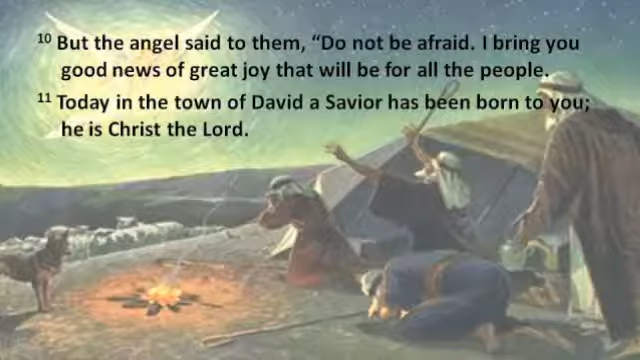 10 But the angel said to them, “Do not be afraid. I bring you
good news of great joy that will be for all the people.
11 Today in the town of David a Savior has been born to you;
he is Christ the Lord.